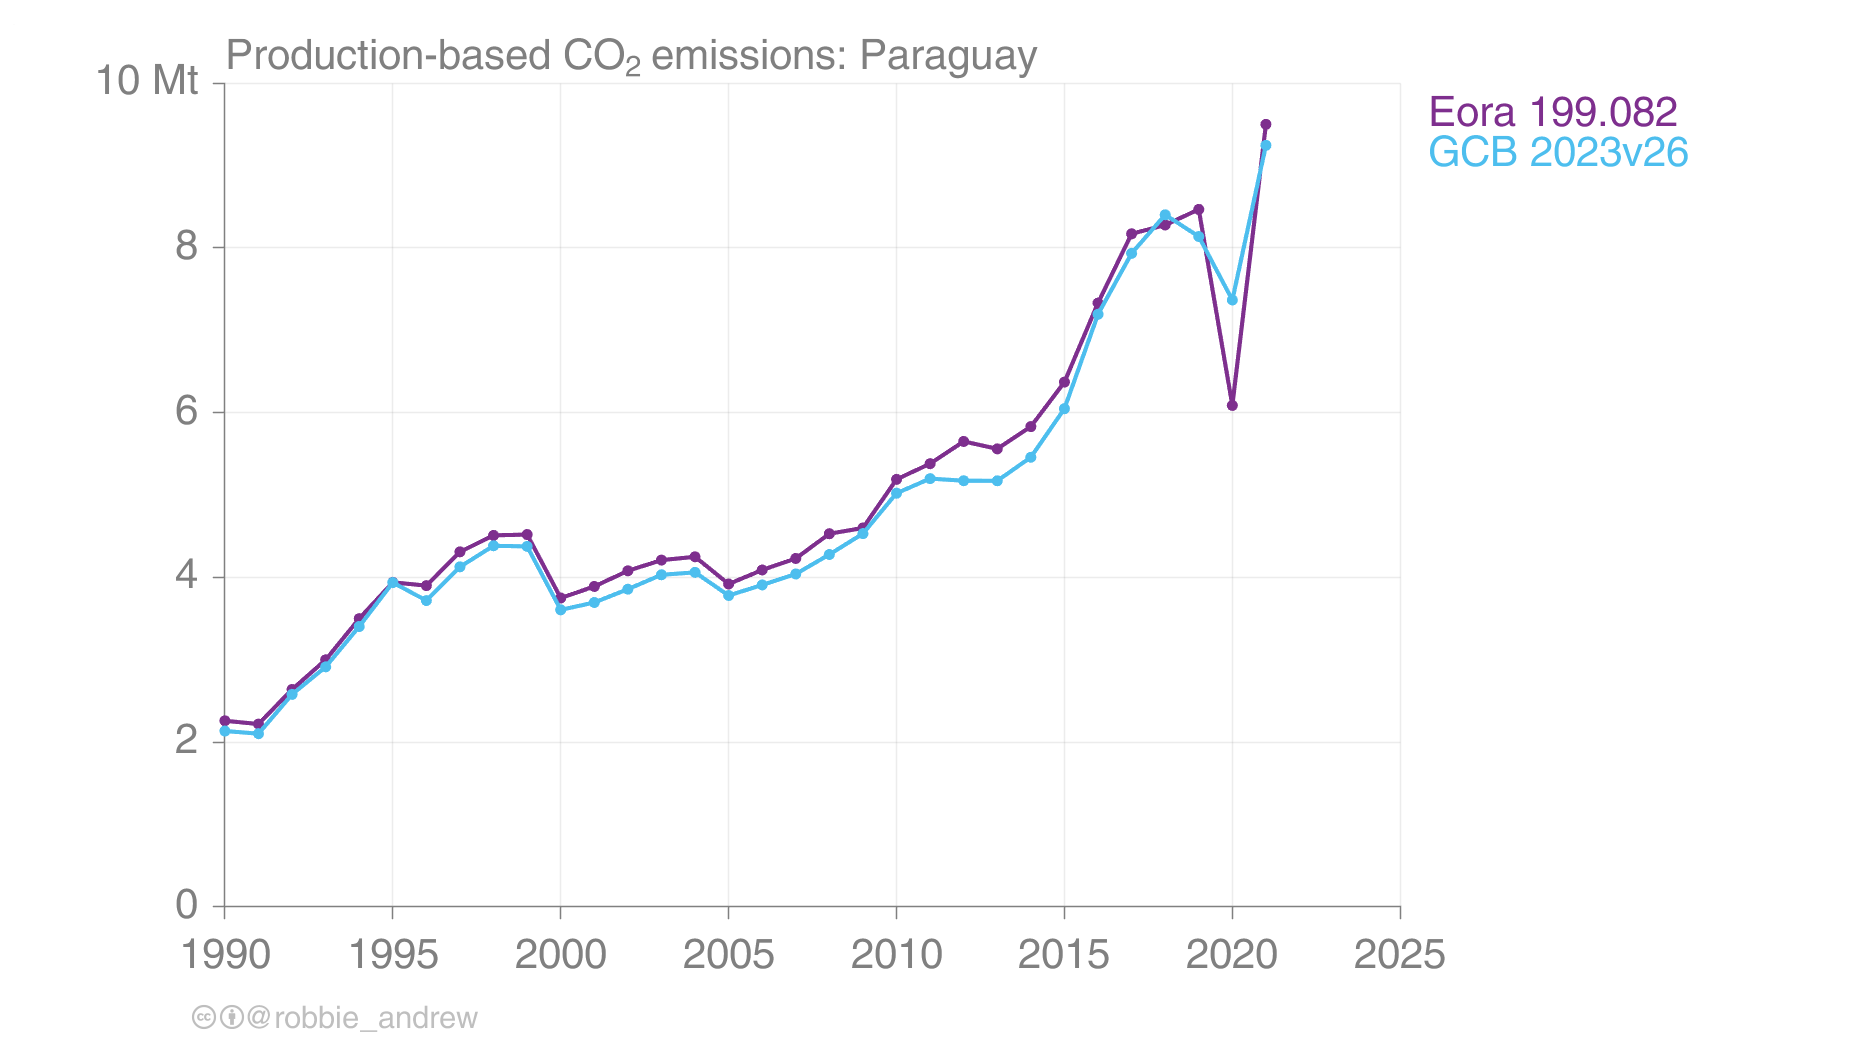 Production-based CO₂ emissions: Paraguay
10 Mt
8
6
4
2
0
1990 1995 2000 2005 2010 2015 2020 2025
Eora 199.082
GCB 2023v26
@robbie_andrew